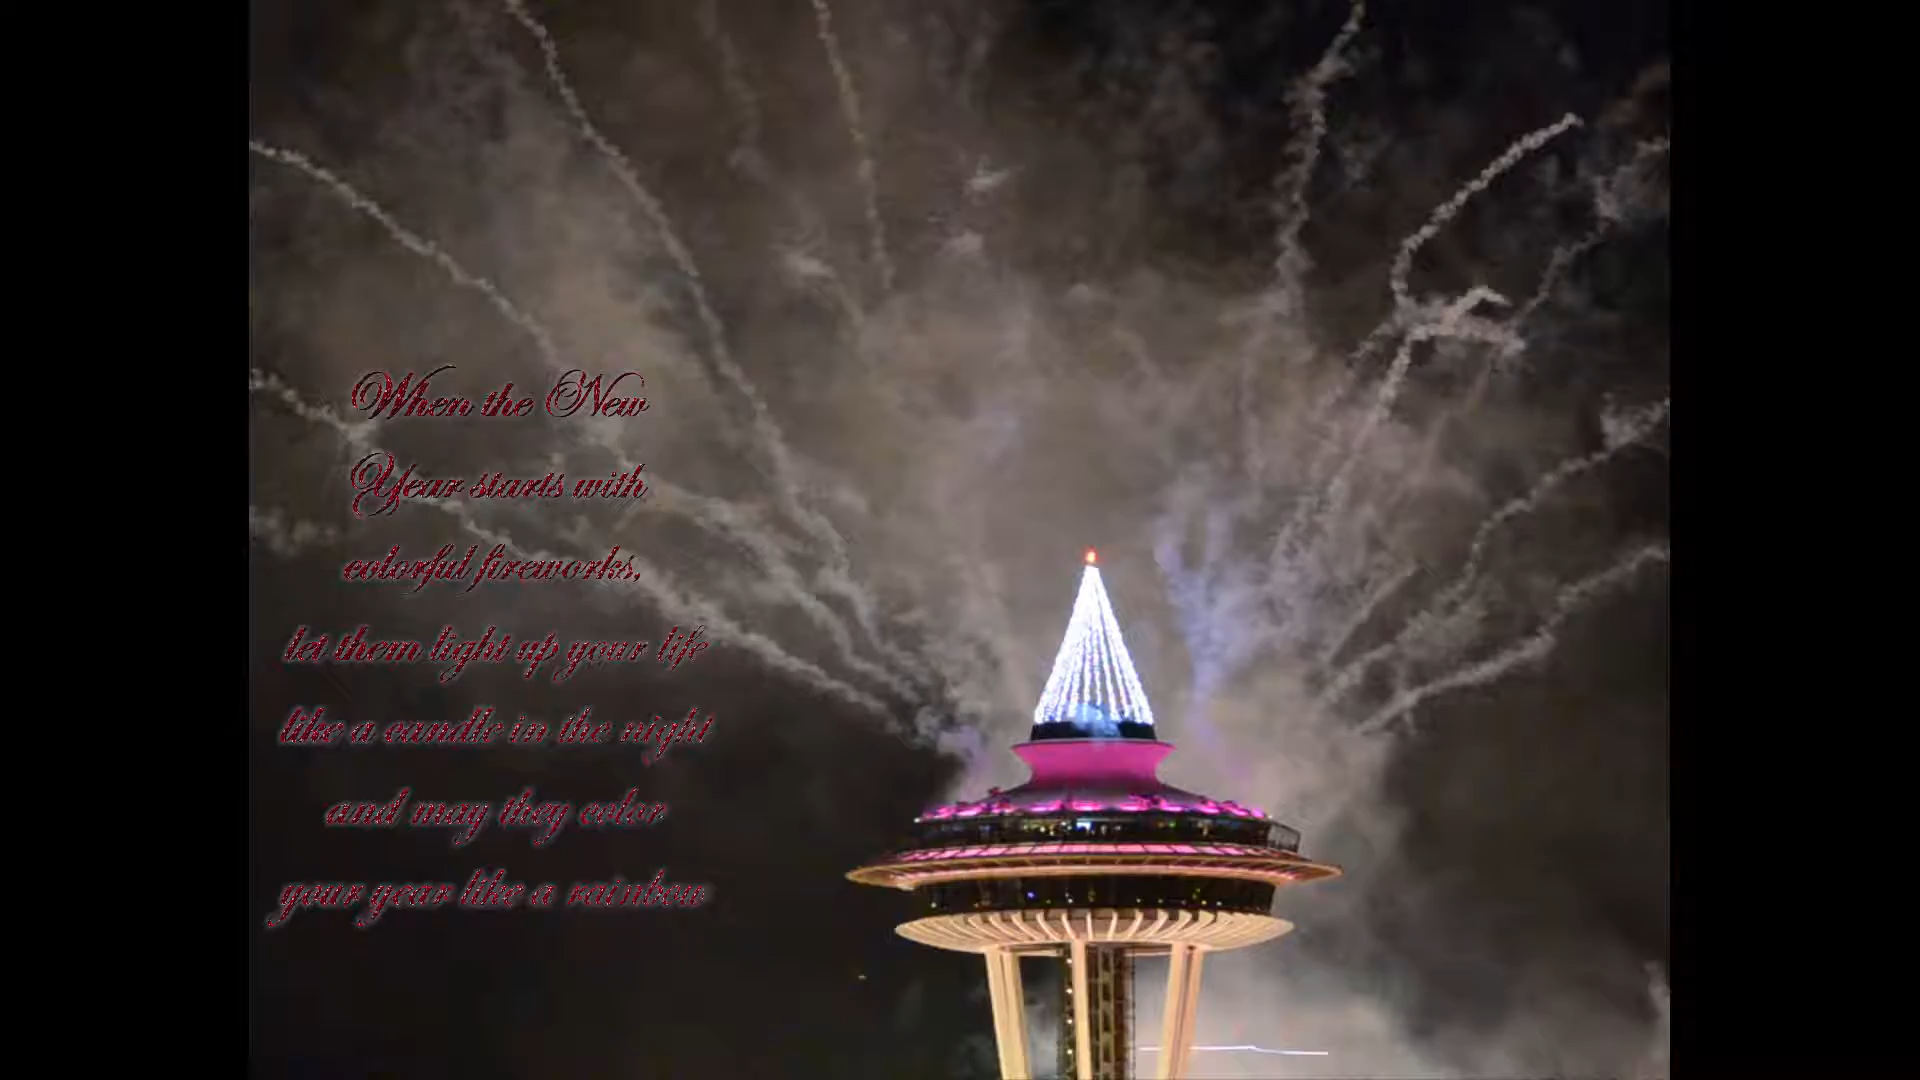 When the New
Year starts with
colorful fireworks,
let them light up your life
like a candle in the night
and may they color
your year like a rainbow